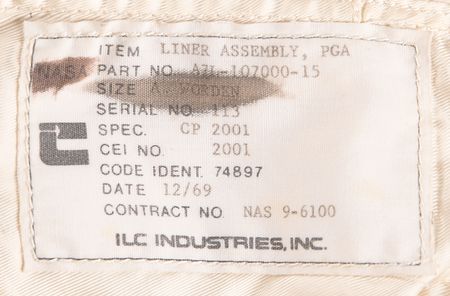 ITEM LINER ASSEMBLY, PGA
NASA PART NO. A7L-107000-15
SIZE A. WORDEN
SERIAL NO. 113
SPEC. CP 2001
CEI NO. 2001
CODE IDENT. 74897
DATE 12/69
CONTRACT NO. NAS 9-6100
ILC INDUSTRIES, INC.